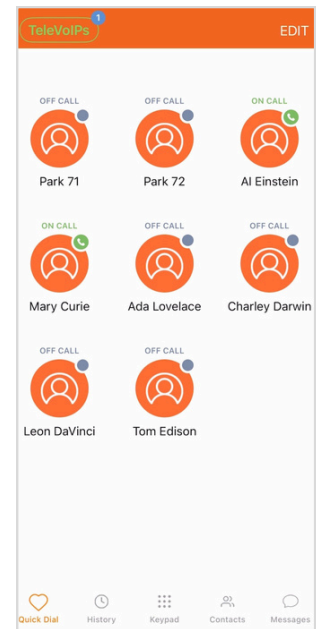 TeleVoIPs 1 EDIT
OFF CALL OFF CALL ON CALL
Park 71 Park 72 Al Einstein
ON CALL OFF CALL OFF CALL
Mary Curie Ada Lovelace Charley Darwin
OFF CALL OFF CALL
Leon DaVinci Tom Edison
Quick Dial History Keypad Contacts Messages